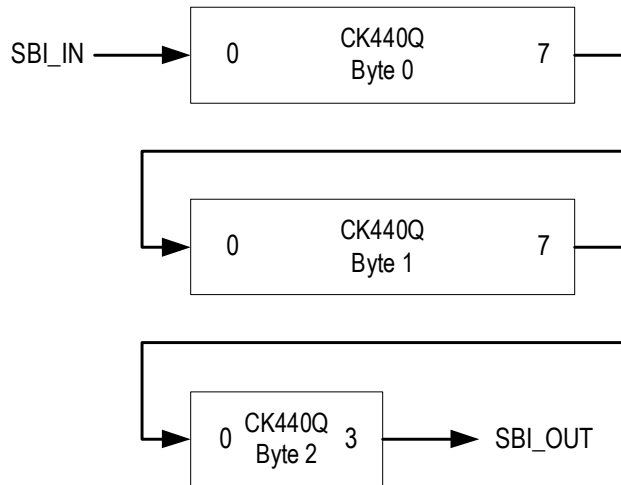 SBI_IN
0 CK440Q 7
Byte 0
0 CK440Q 7
Byte 1
0 CK440Q 3
Byte 2
SBI_OUT